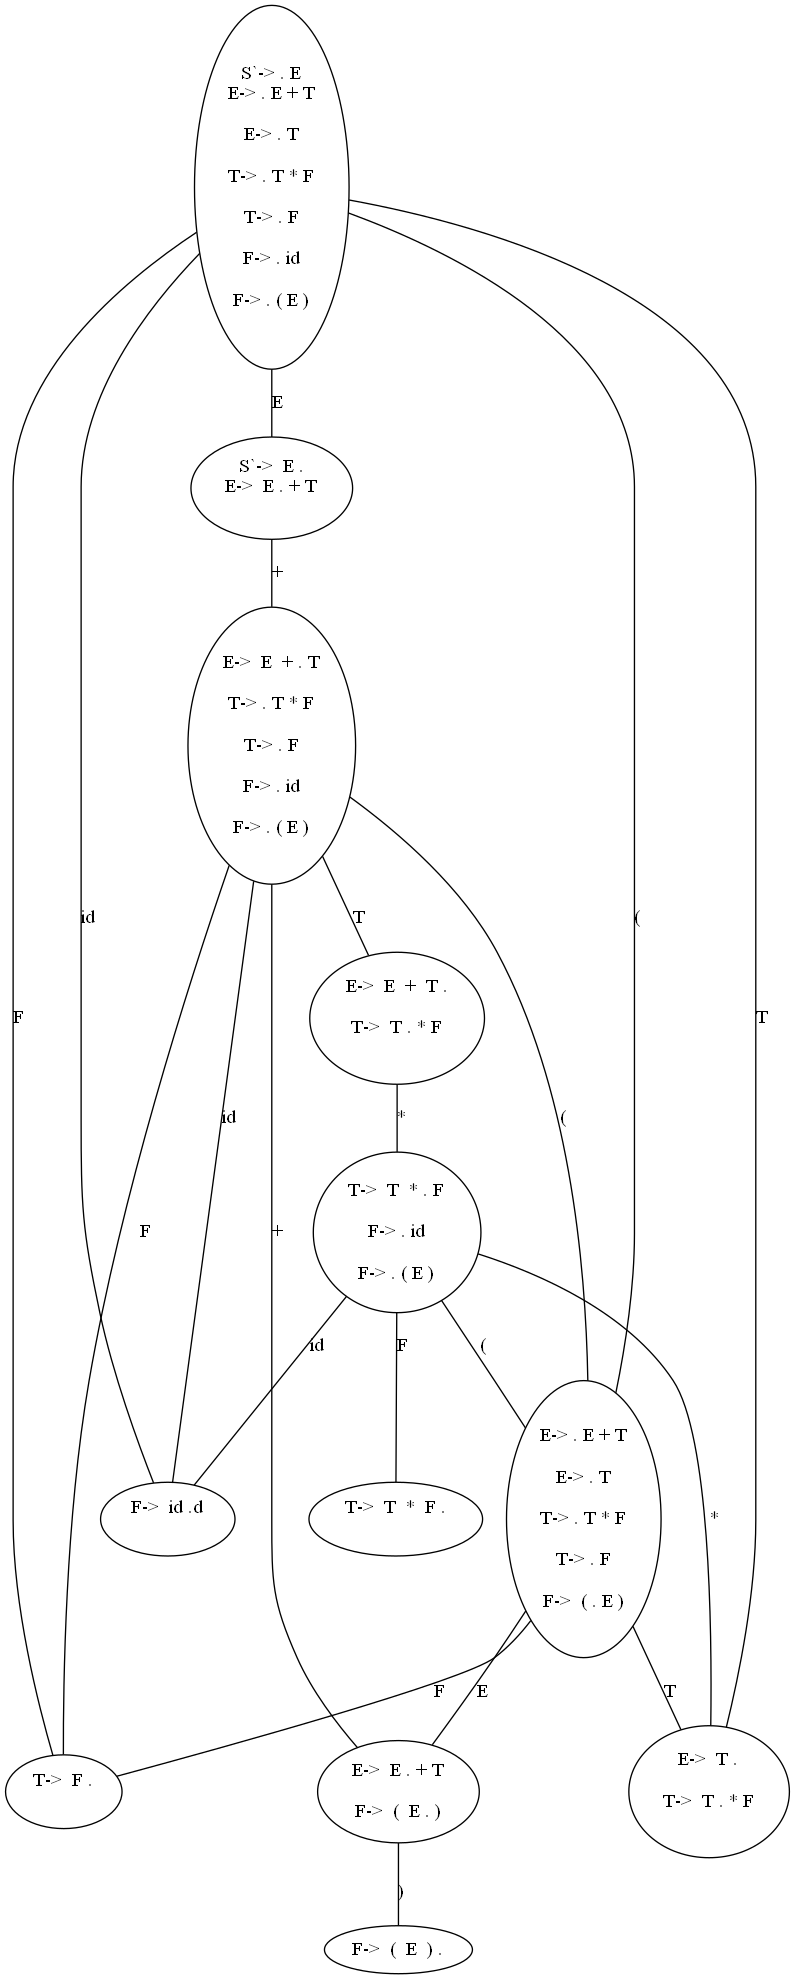 S`-> . E
E-> . E + T
E-> . T
T-> . T * F
T-> . F
F-> . id
F-> . ( E )
E
S`-> E .
E-> E . + T
+
E-> E + . T
T-> . T * F
T-> . F
F-> . id
F-> . ( E )
id
(
T
E-> E + T .
T-> T . * F
F
T
id
*
(
T-> T * . F
F-> . id
F-> . ( E )
F
+
id
F
(
E-> . E + T
E-> . T
T-> . T * F
T-> . F
F-> ( . E )
F-> id .d
T-> T * F .
*
F
E
T
T-> F .
E-> E . + T
F-> ( E . )
E-> T .
T-> T . * F
)
F-> ( E ) .